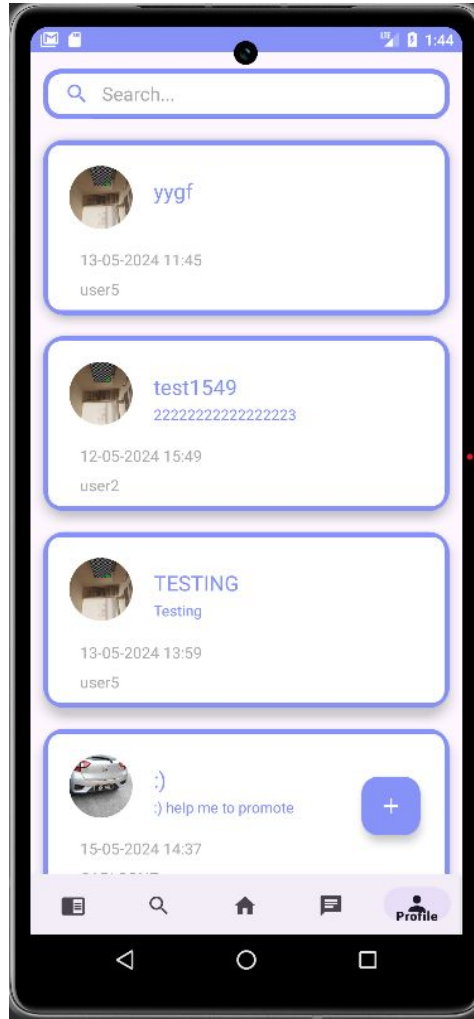 LTE 1:44
Search...
yygf
13-05-2024 11:45
user5
test1549
22222222222222223
12-05-2024 15:49
user2
TESTING
Testing
13-05-2024 13:59
user5
:)
:) help me to promote
+
15-05-2024 14:37
Profile